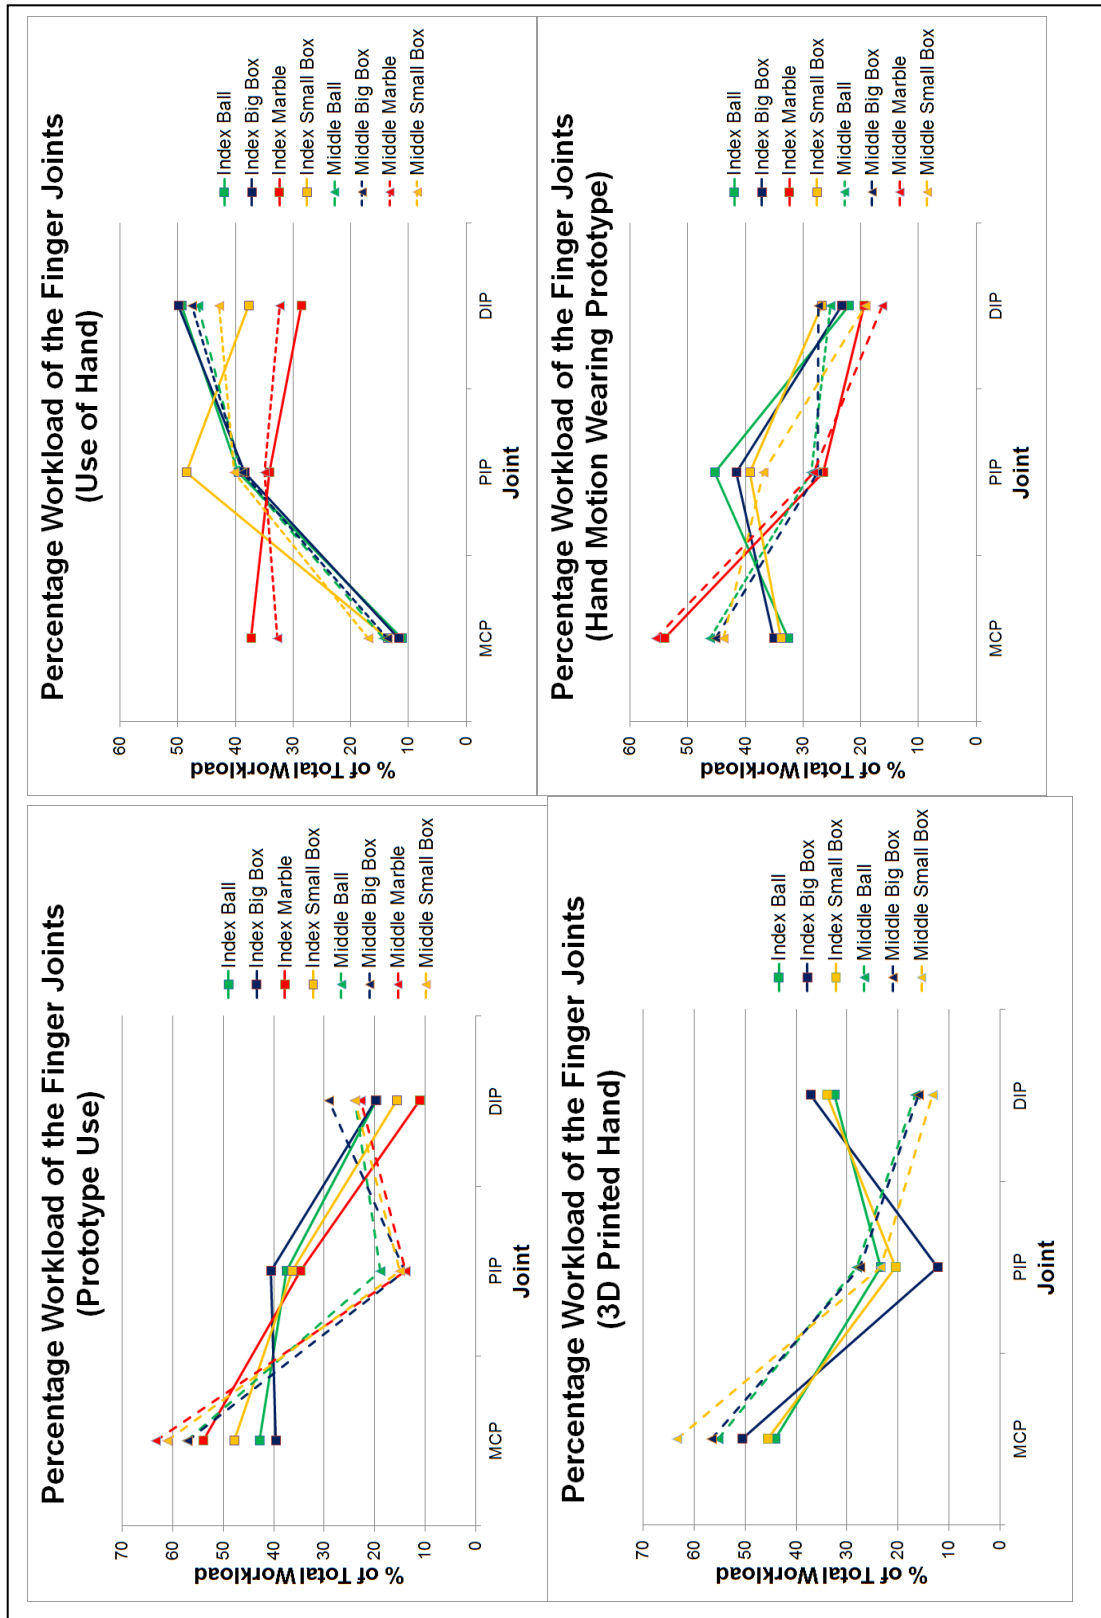 Percentage Workload of the Finger Joints
(Prototype Use)
% of Total Workload
70
60
50
40
30
20
10
0
MCP
PIP
DIP
Joint
Index Ball
Index Big Box
Index Marble
Index Small Box
Middle Ball
Middle Big Box
Middle Marble
Middle Small Box
Percentage Workload of the Finger Joints
(Use of Hand)
% of Total Workload
60
50
40
30
20
10
0
MCP
PIP
DIP
Joint
Index Ball
Index Big Box
Index Marble
Index Small Box
Middle Ball
Middle Big Box
Middle Marble
Middle Small Box
Percentage Workload of the Finger Joints
(3D Printed Hand)
% of Total Workload
70
60
50
40
30
20
10
0
MCP
PIP
DIP
Joint
Index Ball
Index Big Box
Index Small Box
Middle Ball
Middle Big Box
Middle Small Box
Percentage Workload of the Finger Joints
(Hand Motion Wearing Prototype)
% of Total Workload
60
50
40
30
20
10
0
MCP
PIP
DIP
Joint
Index Ball
Index Big Box
Index Marble
Index Small Box
Middle Ball
Middle Big Box
Middle Marble
Middle Small Box